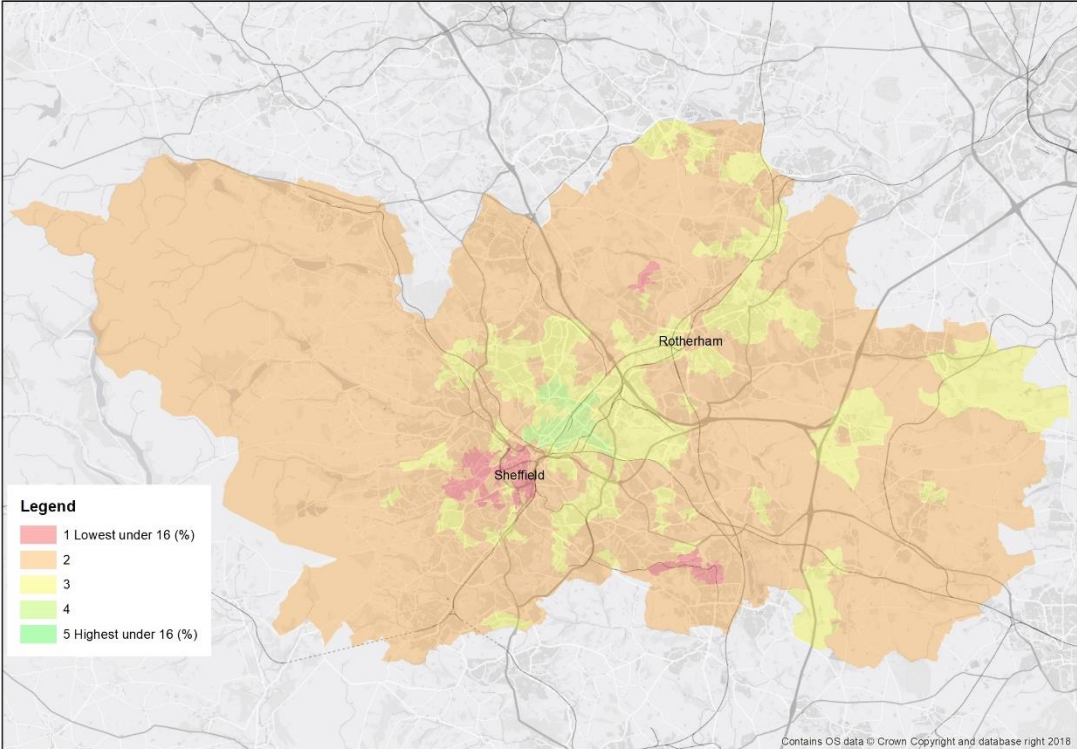 Rotherham
Sheffield
Legend
1 Lowest under 16 (%)
2
3
4
5 Highest under 16 (%)
Contains OS data © Crown Copyright and database right 2018